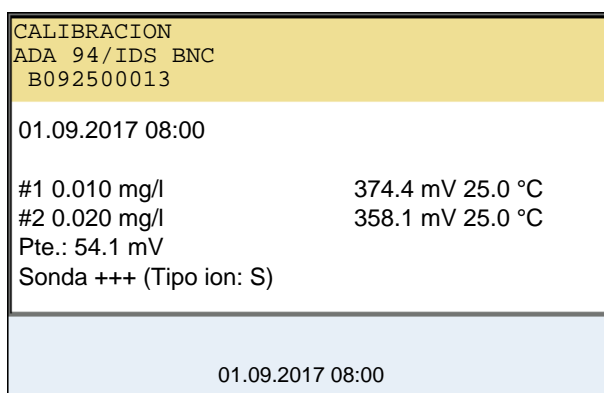 CALIBRACION
ADA 94/IDS BNC
B092500013
01.09.2017 08:00
#1 0.010 mg/l 374.4 mV 25.0 °C
#2 0.020 mg/l 358.1 mV 25.0 °C
Pte.: 54.1 mV
Sonda +++ (Tipo ion: S)
01.09.2017 08:00